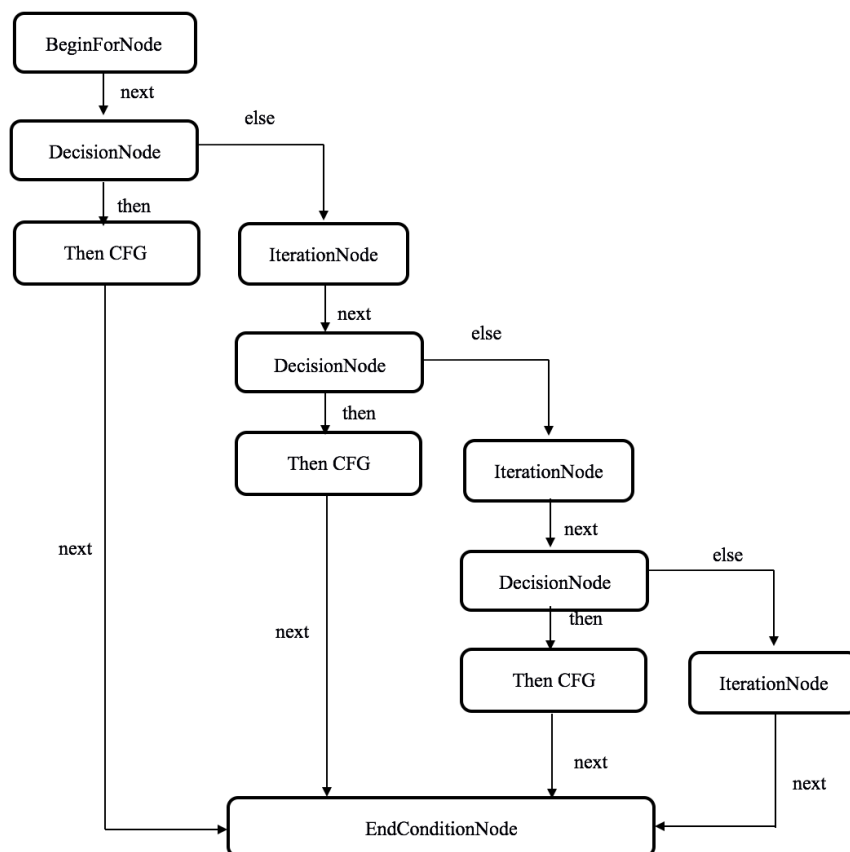 BeginForNode
next
else
DecisionNode
then
Then CFG
IterationNode
next
else
DecisionNode
then
Then CFG
IterationNode
next
next
else
DecisionNode
then
next
Then CFG
IterationNode
next
next
EndConditionNode